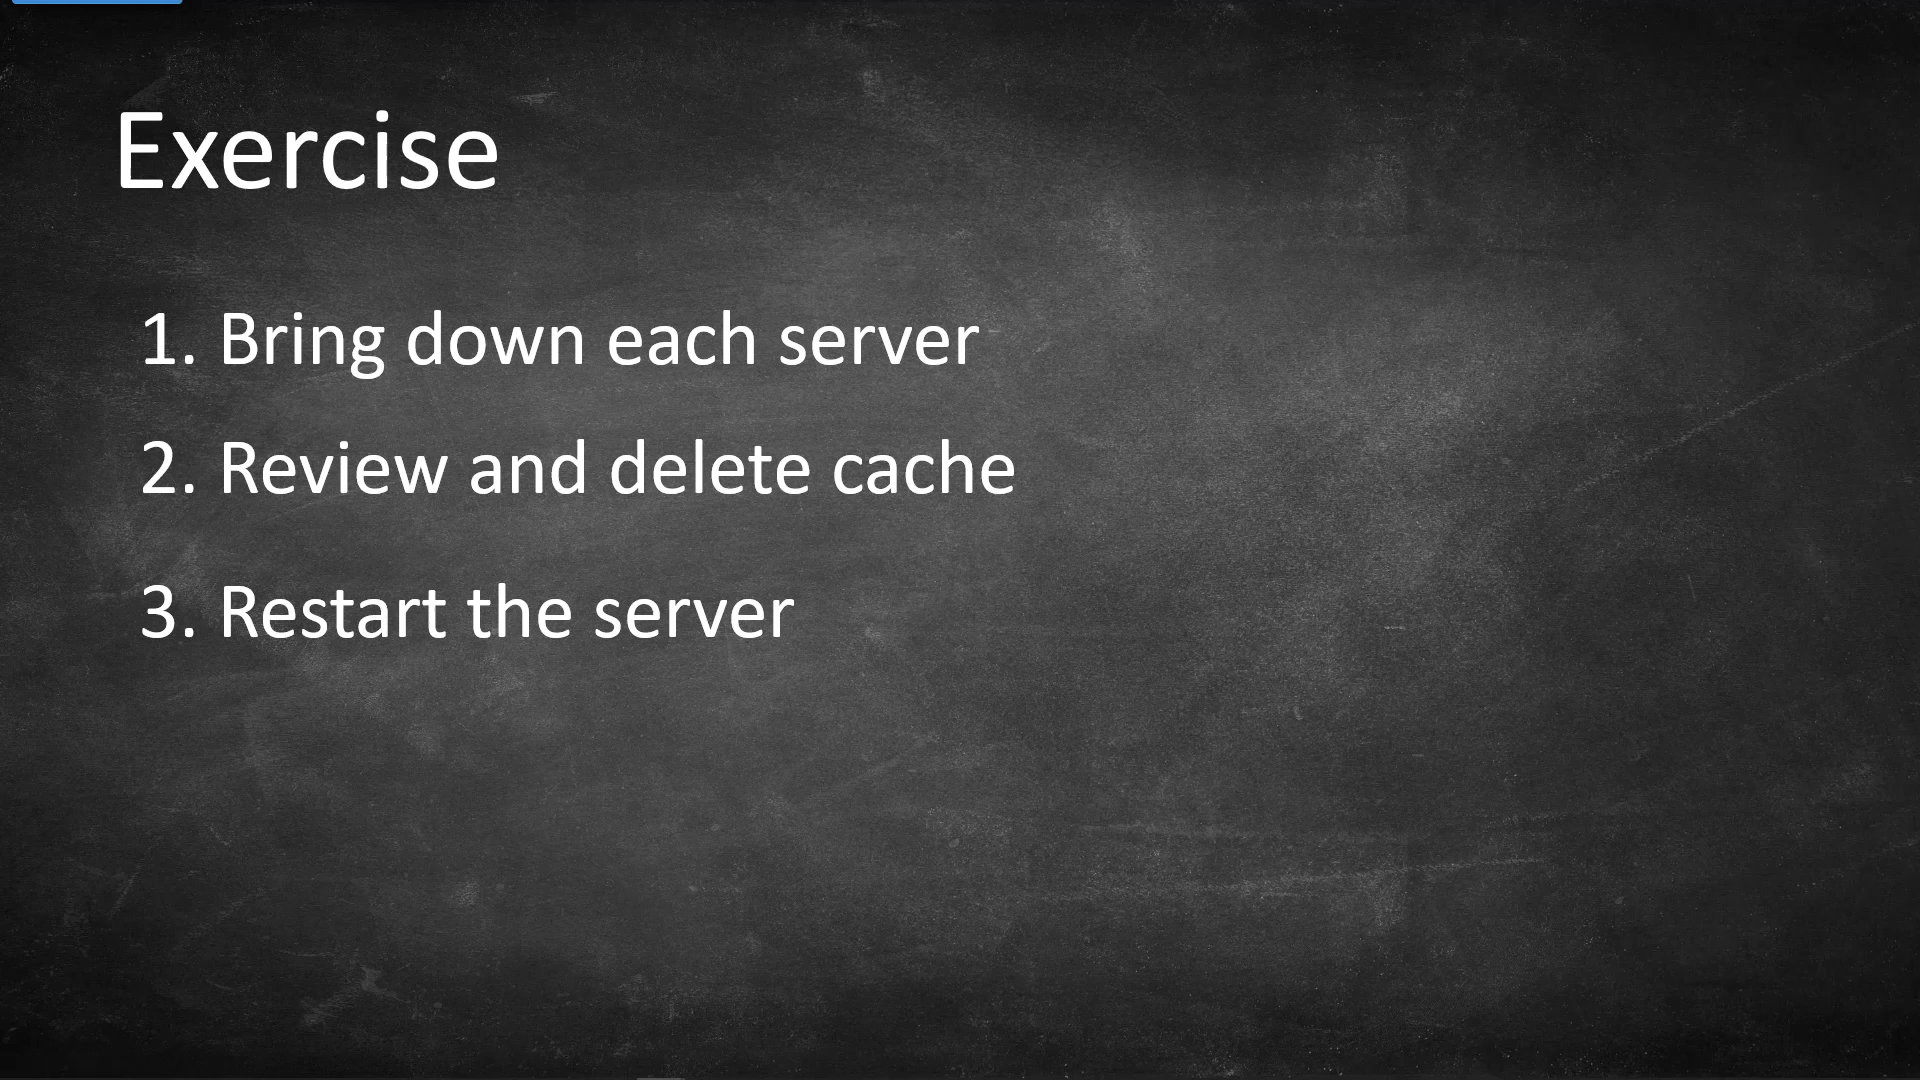 Exercise
1. Bring down each server
2. Review and delete cache
3. Restart the server